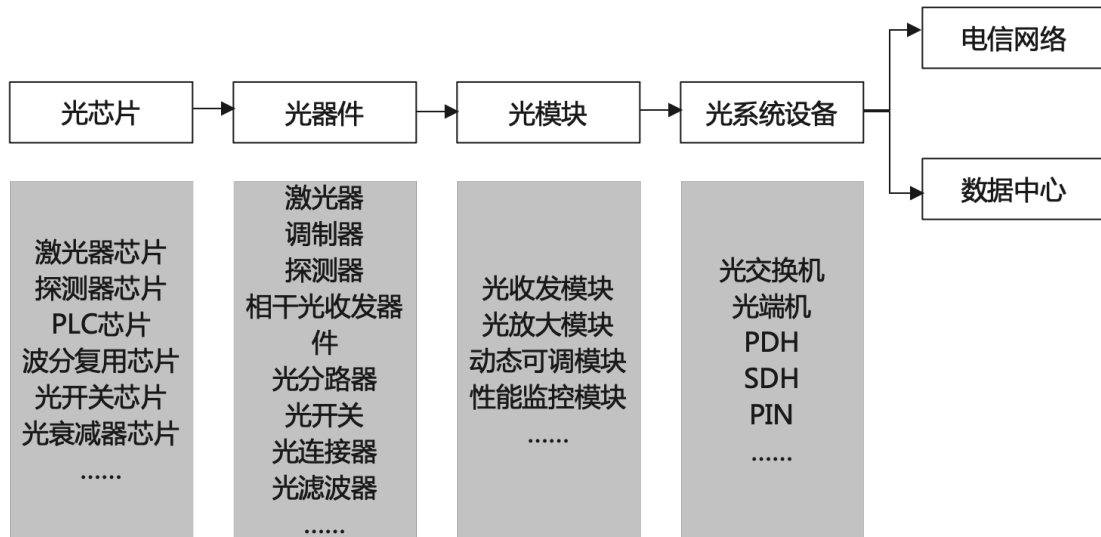 电信网络
光芯片
光器件
光模块
光系统设备
数据中心
激光器芯片
探测器芯片
PLC芯片
波分复用芯片
光开关芯片
光衰减器芯片
……
激光器
调制器
探测器
相干光收发器
件
光分路器
光开关
光连接器
光滤波器
……
光收发模块
光放大模块
动态可调模块
性能监控模块
……
光交换机
光端机
PDH
SDH
PIN
……